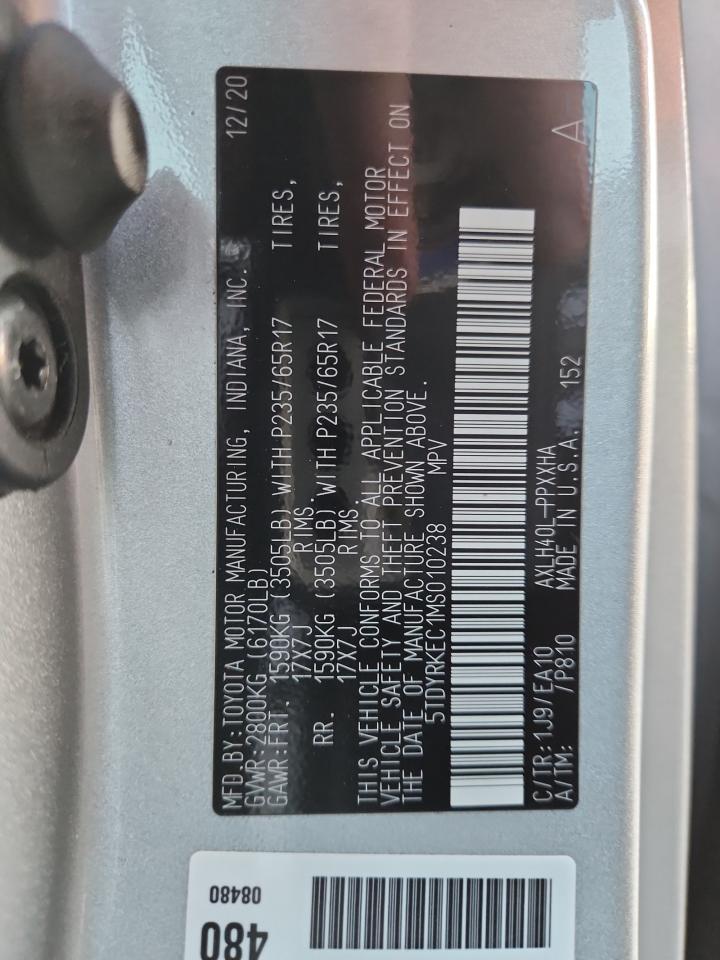 MFD.BY:TOYOTA MOTOR MANUFACTURING, INDIANA, INC. 12/20
GVWR:2800KG (6170LB)
GAWR:FRT. 1590KG (3505LB) WITH P235/65R17 TIRES,
17X7J RIMS.
RR. 1590KG (3505LB) WITH P235/65R17 TIRES,
17X7J RIMS.
THIS VEHICLE CONFORMS TO ALL APPLICABLE FEDERAL MOTOR
VEHICLE SAFETY AND THEFT PREVENTION STANDARDS IN EFFECT ON
THE DATE OF MANUFACTURE SHOWN ABOVE.
5TDYRKEC1MS010238 MPV
C/TR:1J9/EA10 AXLH40L-PPXXHA
A/TM: /P810 MADE IN U.S.A. 152 A
08480
480